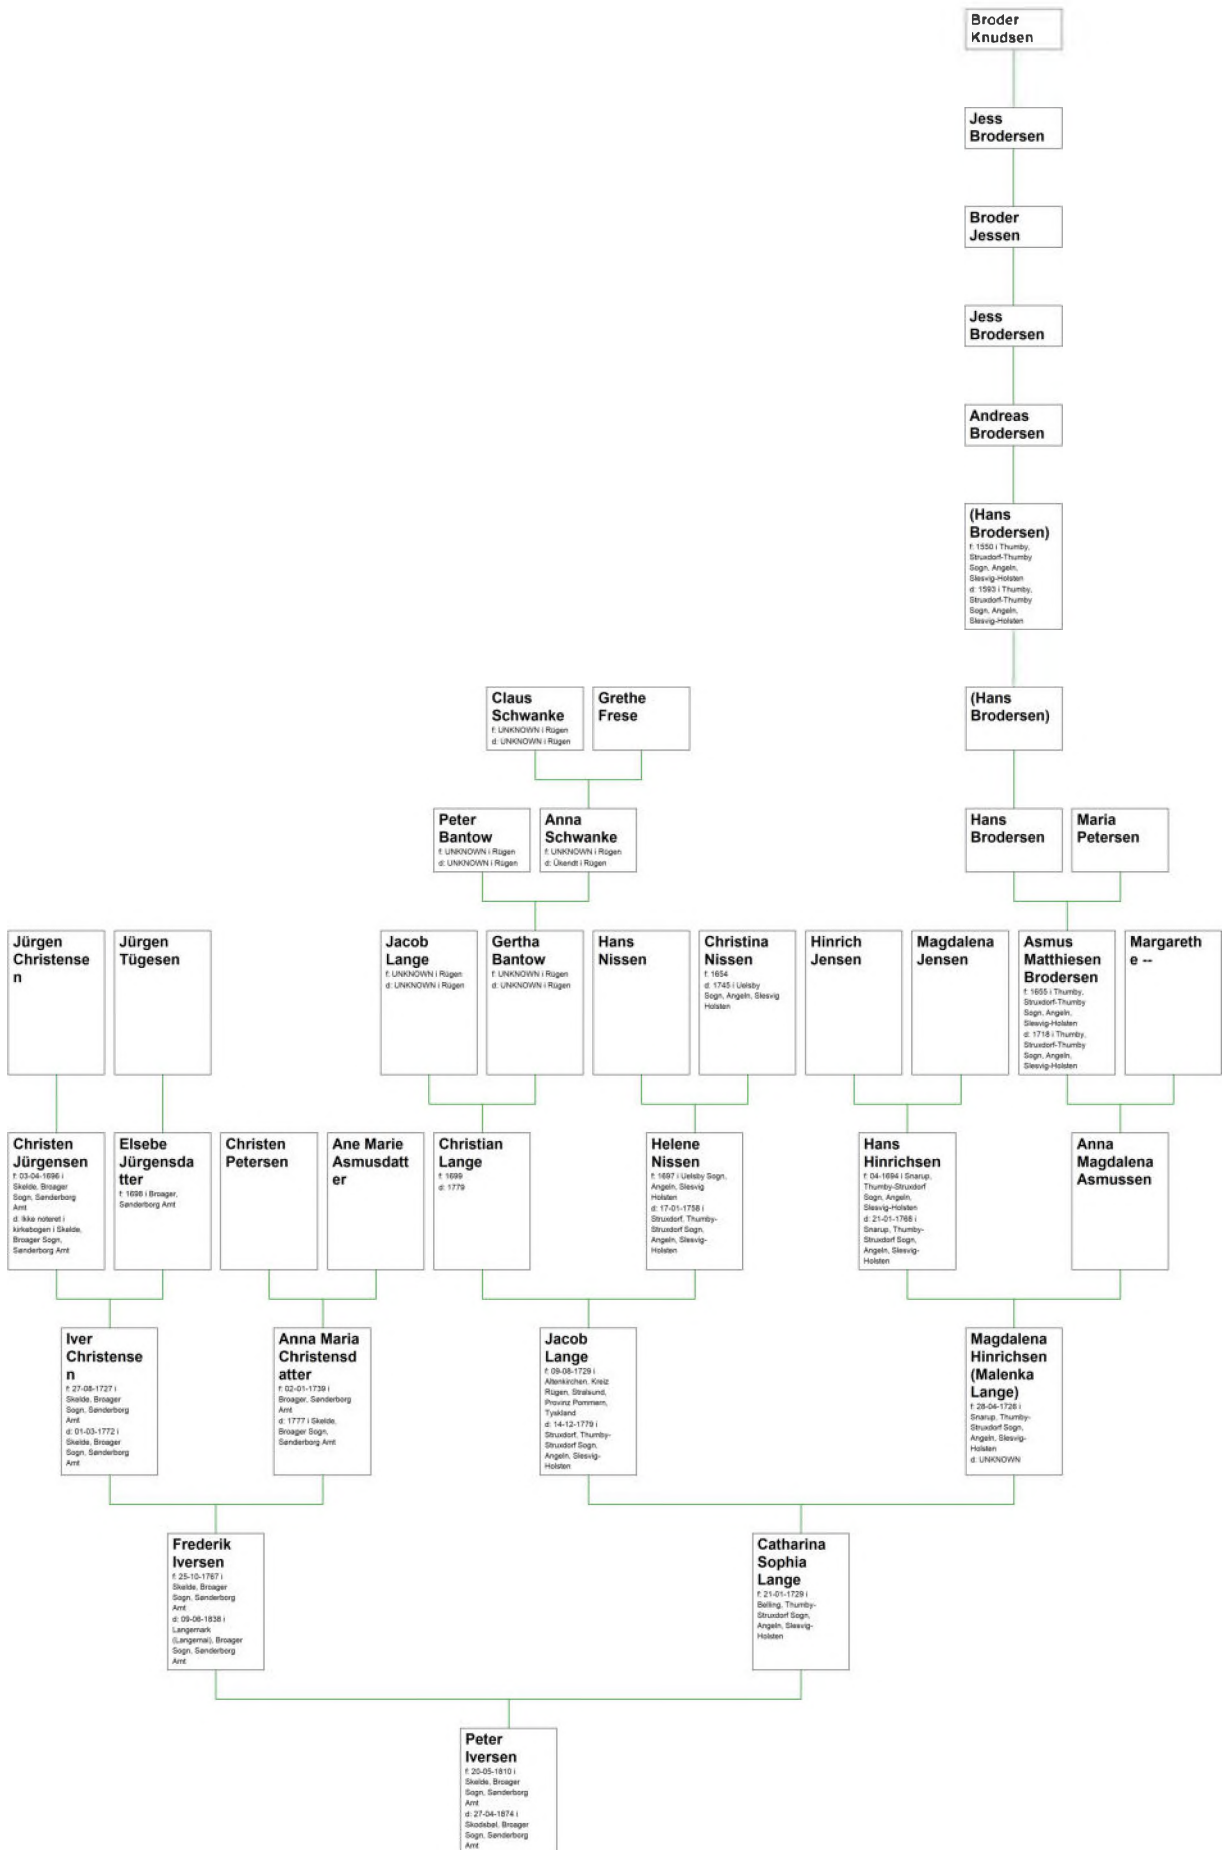 Broder
Knudsen
Jess
Brodersen
Broder
Jessen
Jess
Brodersen
Andreas
Brodersen
(Hans
Brodersen)
f: 1550 i Thumby,
Struxdorf-Thumby
Sogn, Angeln,
Slesvig-Holsten
d: 1593 i Thumby,
Struxdorf-Thumby
Sogn, Angeln,
Slesvig-Holsten
Claus
Schwanke
f: UNKNOWN i Rügen
d: UNKNOWN i Rügen
Grethe
Frese
(Hans
Brodersen)
Peter
Bantow
f: UNKNOWN i Rügen
d: UNKNOWN i Rügen
Anna
Schwanke
f: UNKNOWN i Rügen
d: Ukendt i Rügen
Hans
Brodersen
Maria
Petersen
Jürgen
Christense
n
Jürgen
Tügesen
Jacob
Lange
f: UNKNOWN i Rügen
d: UNKNOWN i Rügen
Gertha
Bantow
f: UNKNOWN i Rügen
d: UNKNOWN i Rügen
Hans
Nissen
Christina
Nissen
f: 1654
d: 1745 i Uelsby
Sogn, Angeln, Slesvig
Holsten
Hinrich
Jensen
Magdalena
Jensen
Asmus
Matthiesen
Brodersen
f: 1655 i Thumby,
Struxdorf-Thumby
Sogn, Angeln,
Slesvig-Holsten
d: 1718 i Thumby,
Struxdorf-Thumby
Sogn, Angeln,
Slesvig-Holsten
Margareth
e --
Christen
Jürgensen
f: 03-04-1696 i
Skelde, Broager
Sogn, Sønderborg
Amt
d: Ikke noteret i
kirkebogen i Skelde,
Broager Sogn,
Sønderborg Amt
Elsebe
Jürgensda
tter
f: 1698 i Broager,
Sønderborg Amt
Christen
Petersen
Ane Marie
Asmusdatt
er
Christian
Lange
f: 1699
d: 1779
Helene
Nissen
f: 1697 i Uelsby Sogn,
Angeln, Slesvig
Holsten
d: 17-01-1758 i
Struxdorf, Thumby-
Struxdorf Sogn,
Angeln, Slesvig-
Holsten
Hans
Hinrichsen
f: 04-1694 i Snarup,
Thumby-Struxdorf
Sogn, Angeln,
Slesvig-Holsten
d: 21-01-1768 i
Snarup, Thumby-
Struxdorf Sogn,
Angeln, Slesvig-
Holsten
Anna
Magdalena
Asmussen
Iver
Christense
n
f: 27-08-1727 i
Skelde, Broager
Sogn, Sønderborg
Amt
d: 01-03-1772 i
Skelde, Broager
Sogn, Sønderborg
Amt
Anna Maria
Christensd
atter
f: 02-01-1739 i
Broager, Sønderborg
Amt
d: 1777 i Skelde,
Broager Sogn,
Sønderborg Amt
Jacob
Lange
f: 09-08-1729 i
Altenkirchen, Kreiz
Rügen, Stralsund,
Provinz Pommern,
Tyskland
d: 14-12-1779 i
Struxdorf, Thumby-
Struxdorf Sogn,
Angeln, Slesvig-
Holsten
Magdalena
Hinrichsen
(Malenka
Lange)
f: 28-04-1726 i
Snarup, Thumby-
Struxdorf Sogn,
Angeln, Slesvig-
Holsten
d: UNKNOWN
Frederik
Iversen
f: 25-10-1767 i
Skelde, Broager
Sogn, Sønderborg
Amt
d: 09-06-1838 i
Langemark
(Langemai), Broager
Sogn, Sønderborg
Amt
Catharina
Sophia
Lange
f: 21-01-1729 i
Belling, Thumby-
Struxdorf Sogn,
Angeln, Slesvig-
Holsten
Peter
Iversen
f: 20-05-1810 i
Skelde, Broager
Sogn, Sønderborg
Amt
d: 27-04-1874 i
Skodsbøl, Broager
Sogn, Sønderborg
Amt